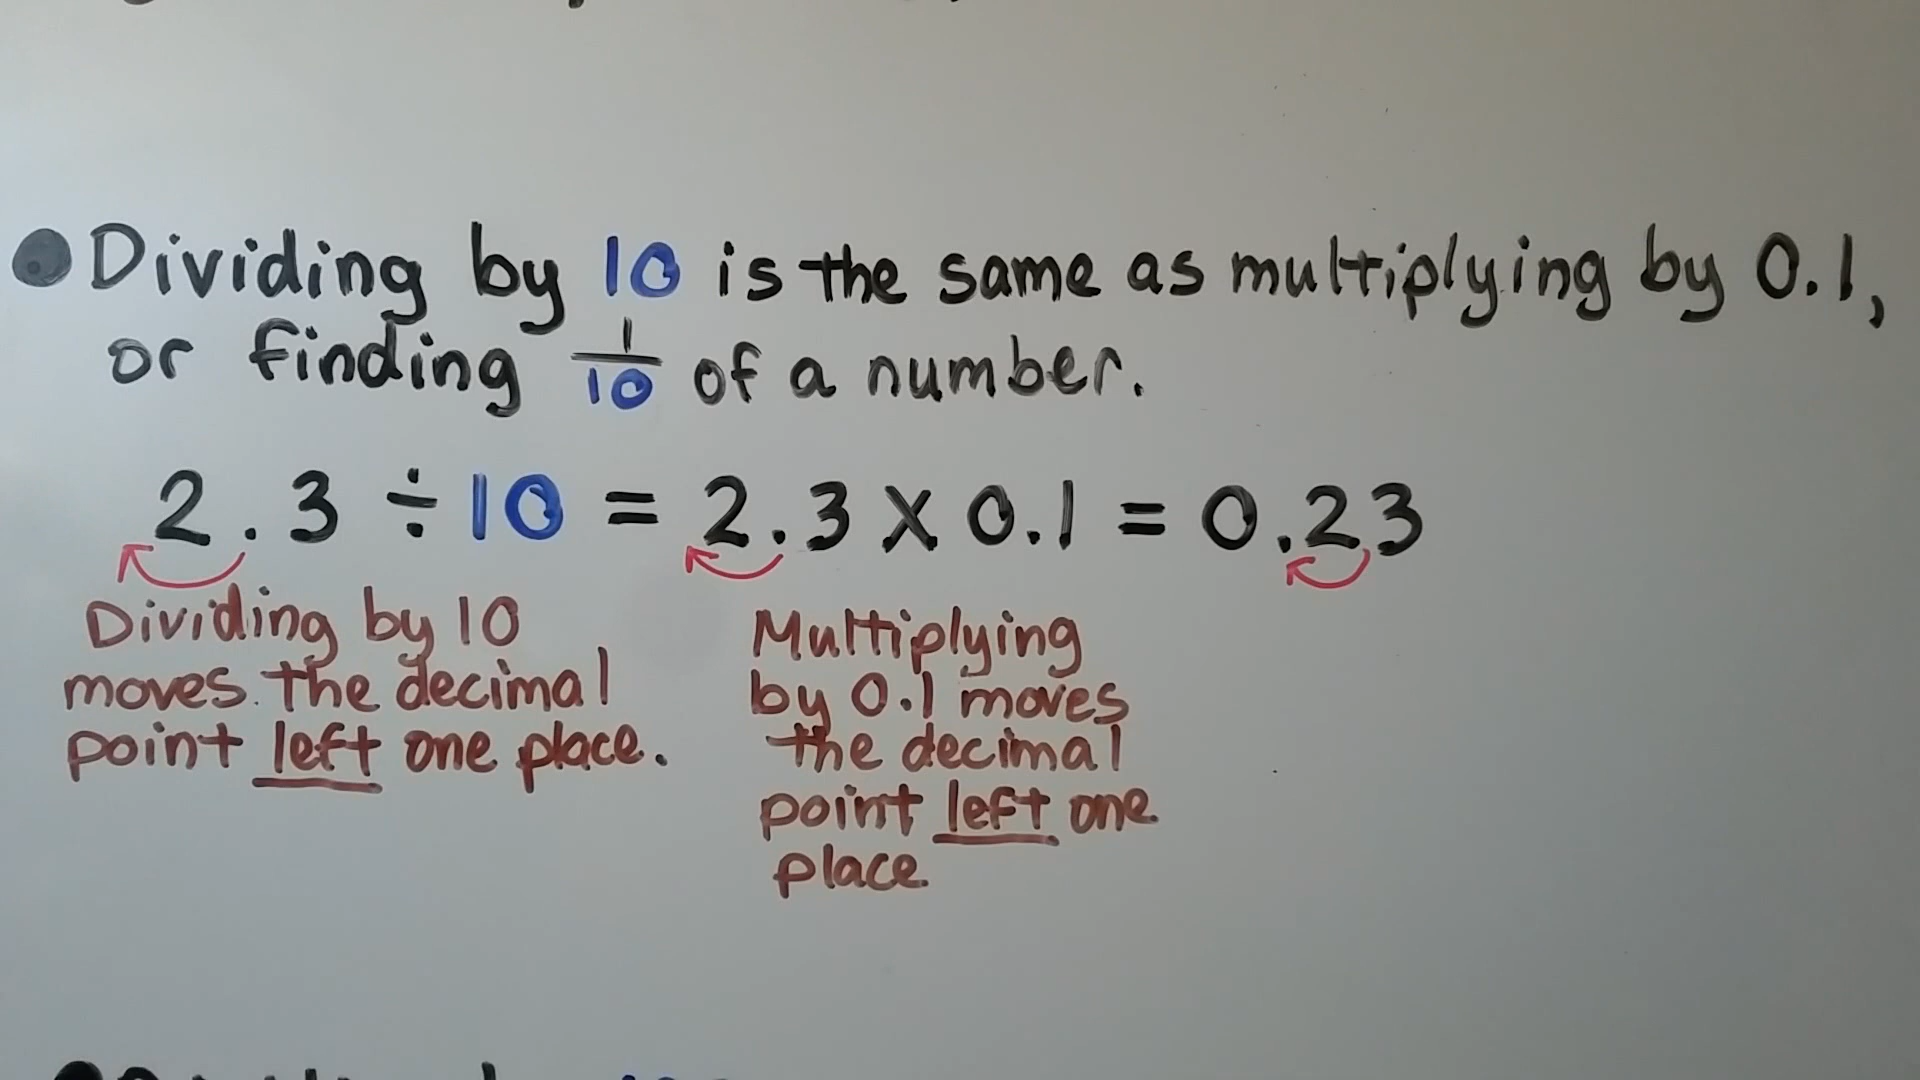 Dividing by 10 is the same as multiplying by 0.1,
or finding 1/10 of a number.
2.3 ÷ 10 = 2.3 X 0.1 = 0.23
Dividing by 10
moves the decimal
point left one place.
Multiplying
by 0.1 moves
the decimal
point left one
place